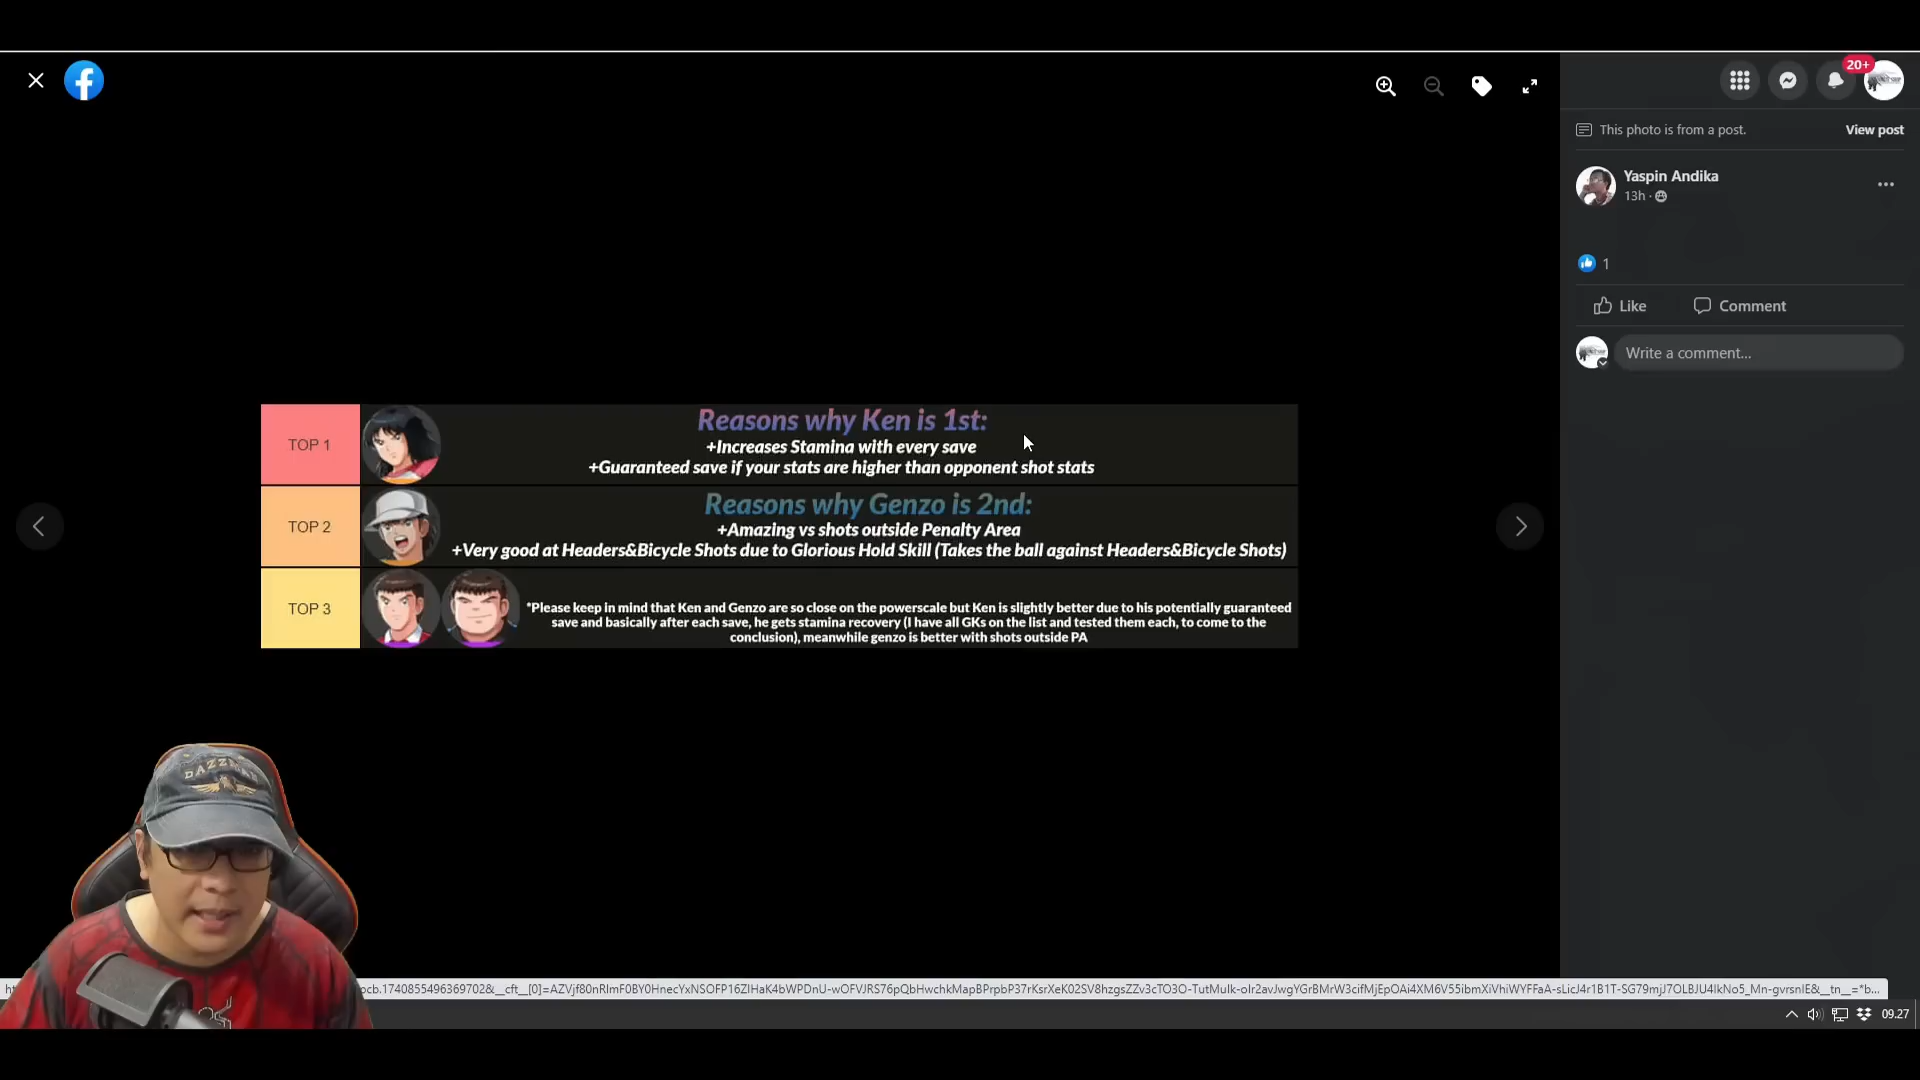 20+
This photo is from a post.
View post
Yaspin Andika
13h
1
Like
Comment
Write a comment...
TOP 1
Reasons why Ken is 1st:
+Increases Stamina with every save
+Guaranteed save if your stats are higher than opponent shot stats
TOP 2
Reasons why Genzo is 2nd:
+Amazing vs shots outside Penalty Area
+Very good at Headers&Bicycle Shots due to Glorious Hold Skill (Takes the ball against Headers&Bicycle Shots)
TOP 3
*Please keep in mind that Ken and Genzo are so close on the powerscale but Ken is slightly better due to his potentially guaranteed
save and basically after each save, he gets stamina recovery (I have all GKs on the list and tested them each, to come to the
conclusion), meanwhile genzo is better with shots outside PA
09.27